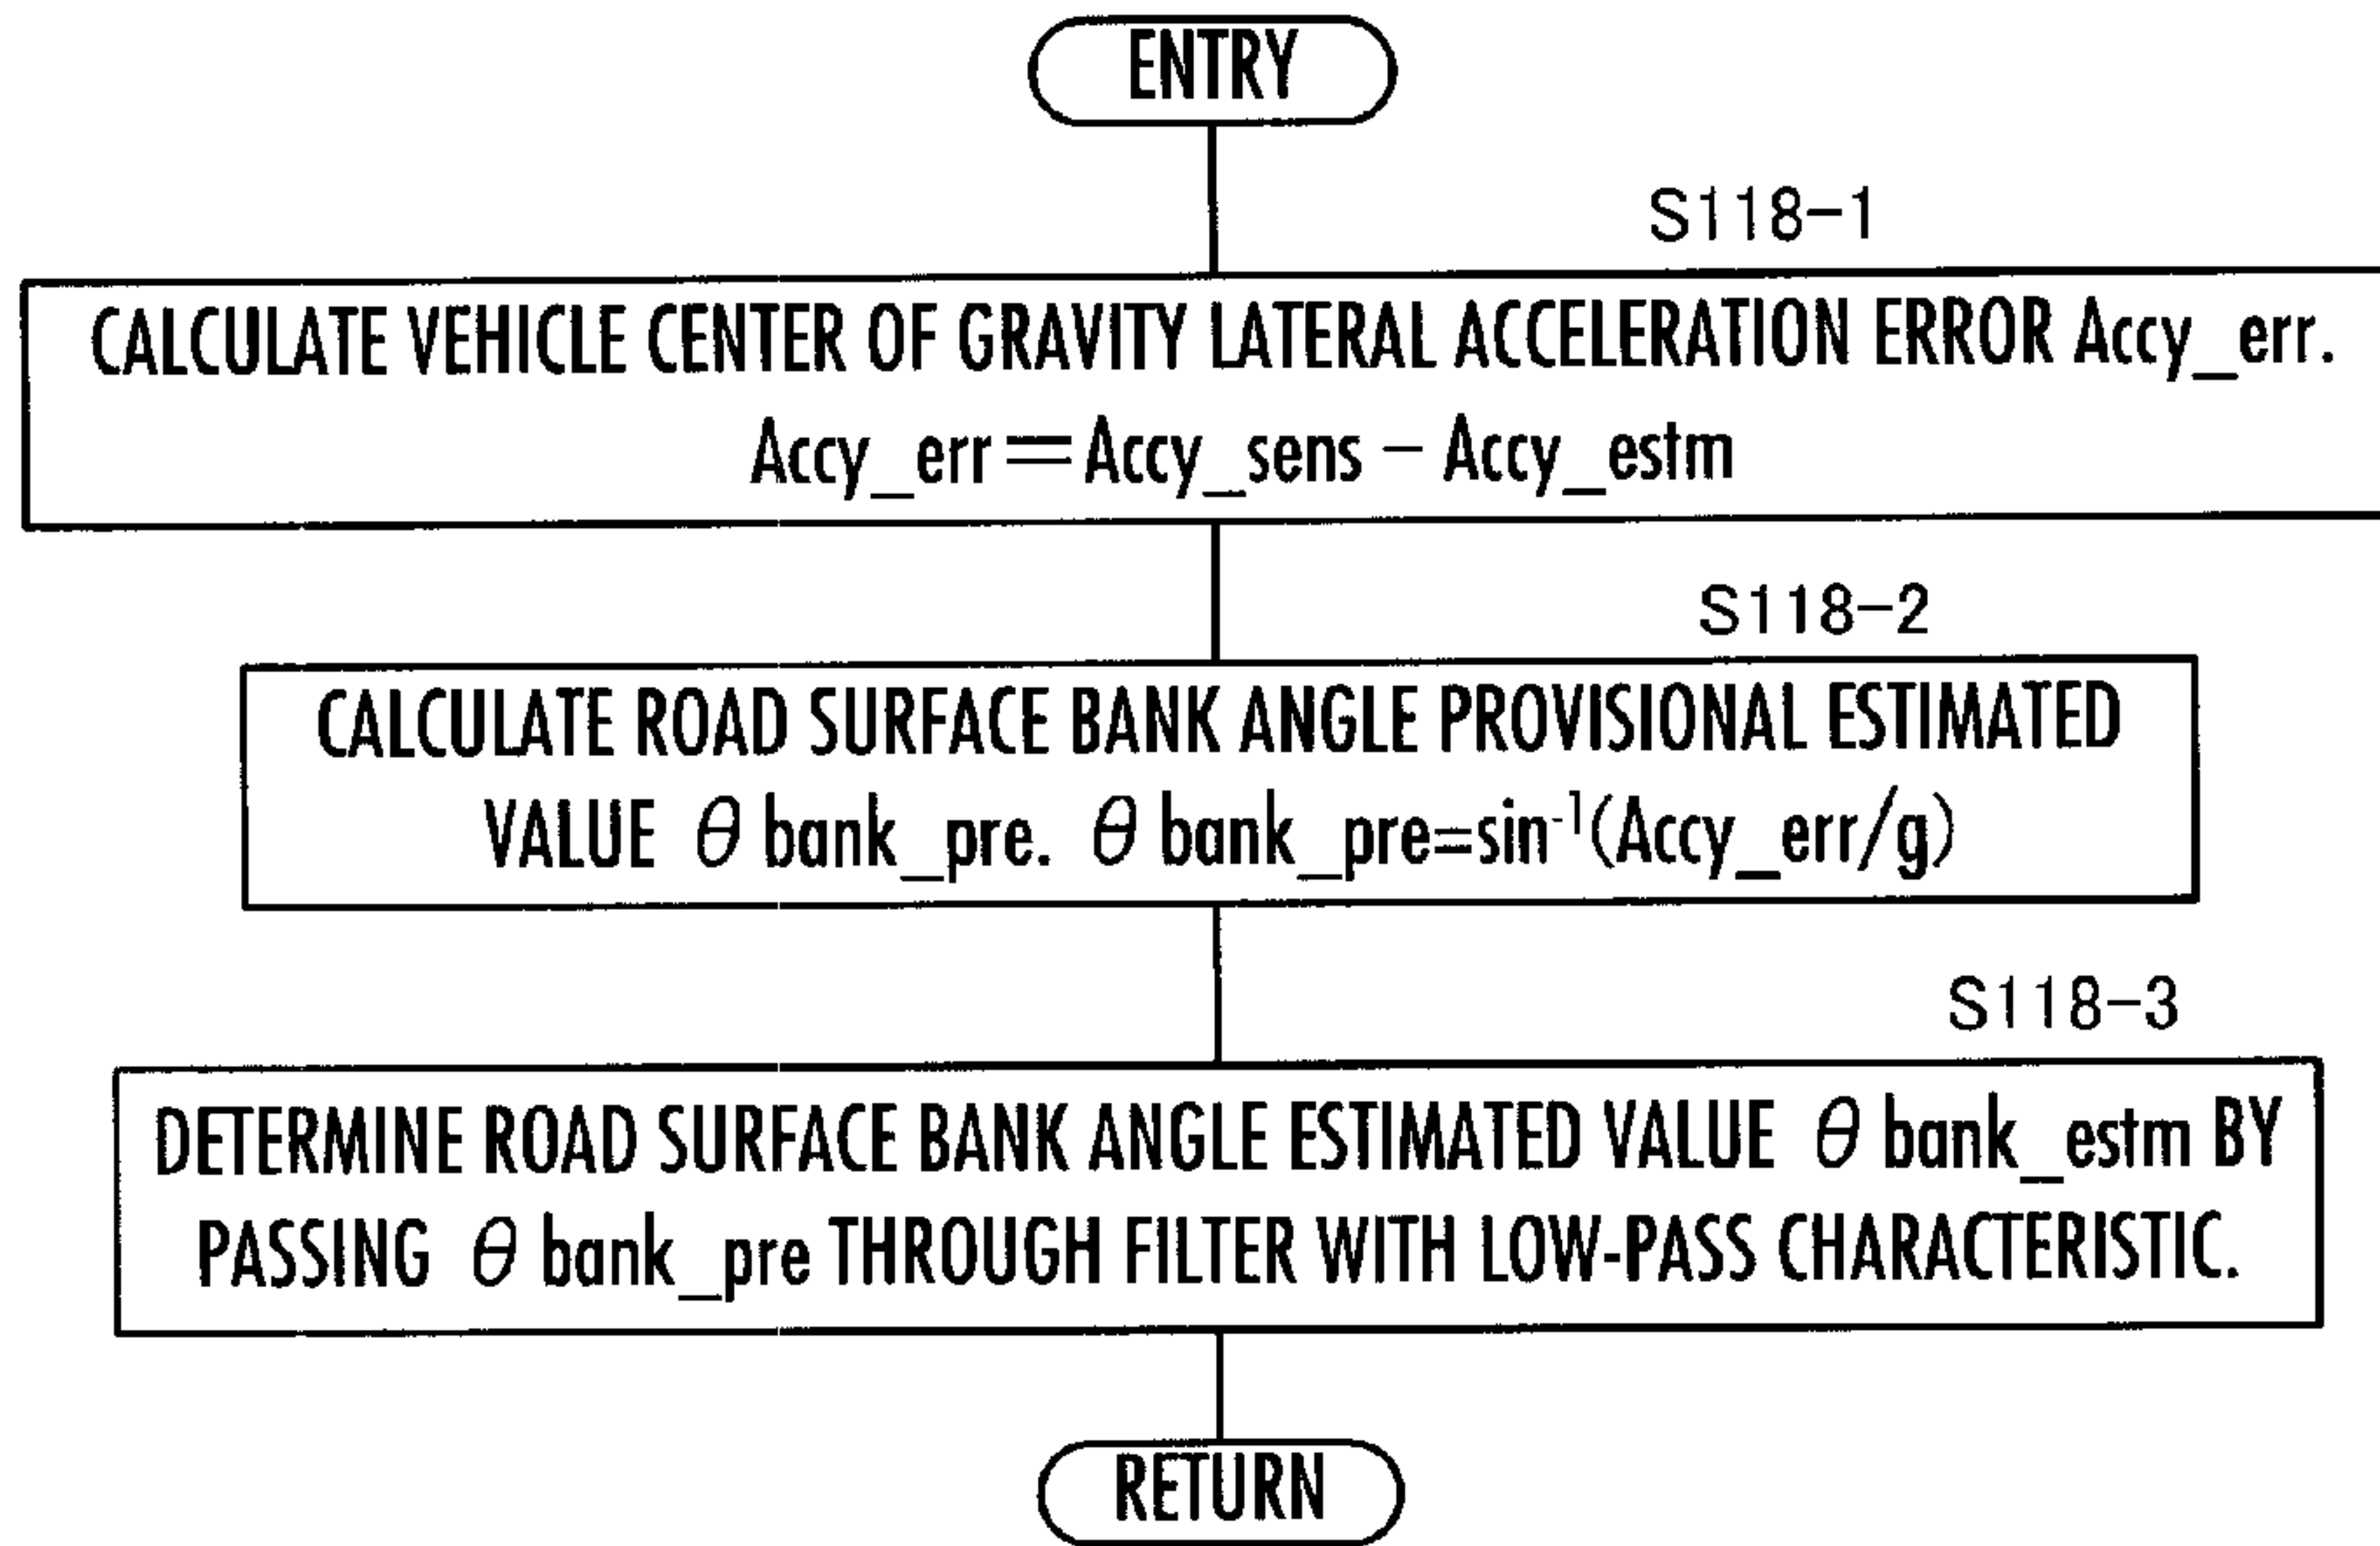 ENTRY
S118-1
CALCULATE VEHICLE CENTER OF GRAVITY LATERAL ACCELERATION ERROR Accy_err.
Accy_err=Accy_sens - Accy_estm
S118-2
CALCULATE ROAD SURFACE BANK ANGLE PROVISIONAL ESTIMATED
VALUE θ bank_pre. θ bank_pre=sin⁻¹(Accy_err/g)
S118-3
DETERMINE ROAD SURFACE BANK ANGLE ESTIMATED VALUE θ bank_estm BY
PASSING θ bank_pre THROUGH FILTER WITH LOW-PASS CHARACTERISTIC.
RETURN